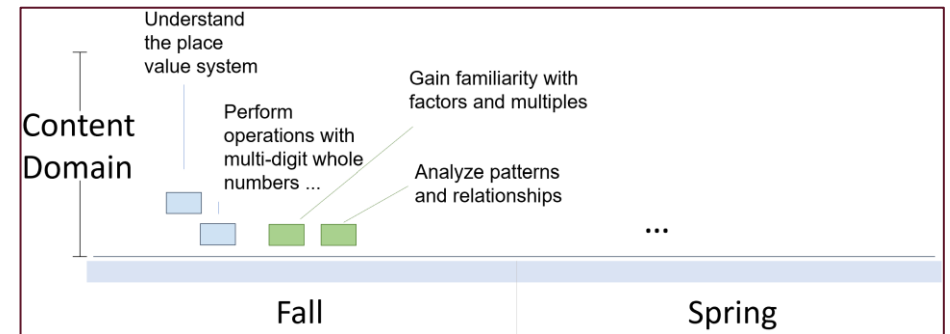 Understand
the place
value system
Gain familiarity with
factors and multiples
Content
Domain
Perform
operations with
multi-digit whole
numbers ...
Analyze patterns
and relationships
...
Fall
Spring